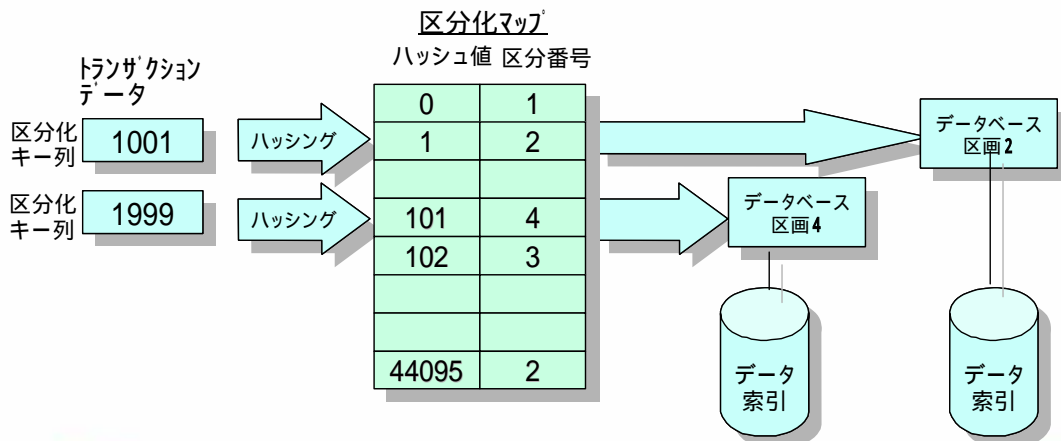 区分化マップ
ハッシュ値 区分番号
トランザクション
データ
区分化
キー列
1001
ハッシング
区分化
キー列
1999
ハッシング
0 1
1 2
101 4
102 3
44095 2
データベース
区画2
データベース
区画4
データ
索引
データ
索引